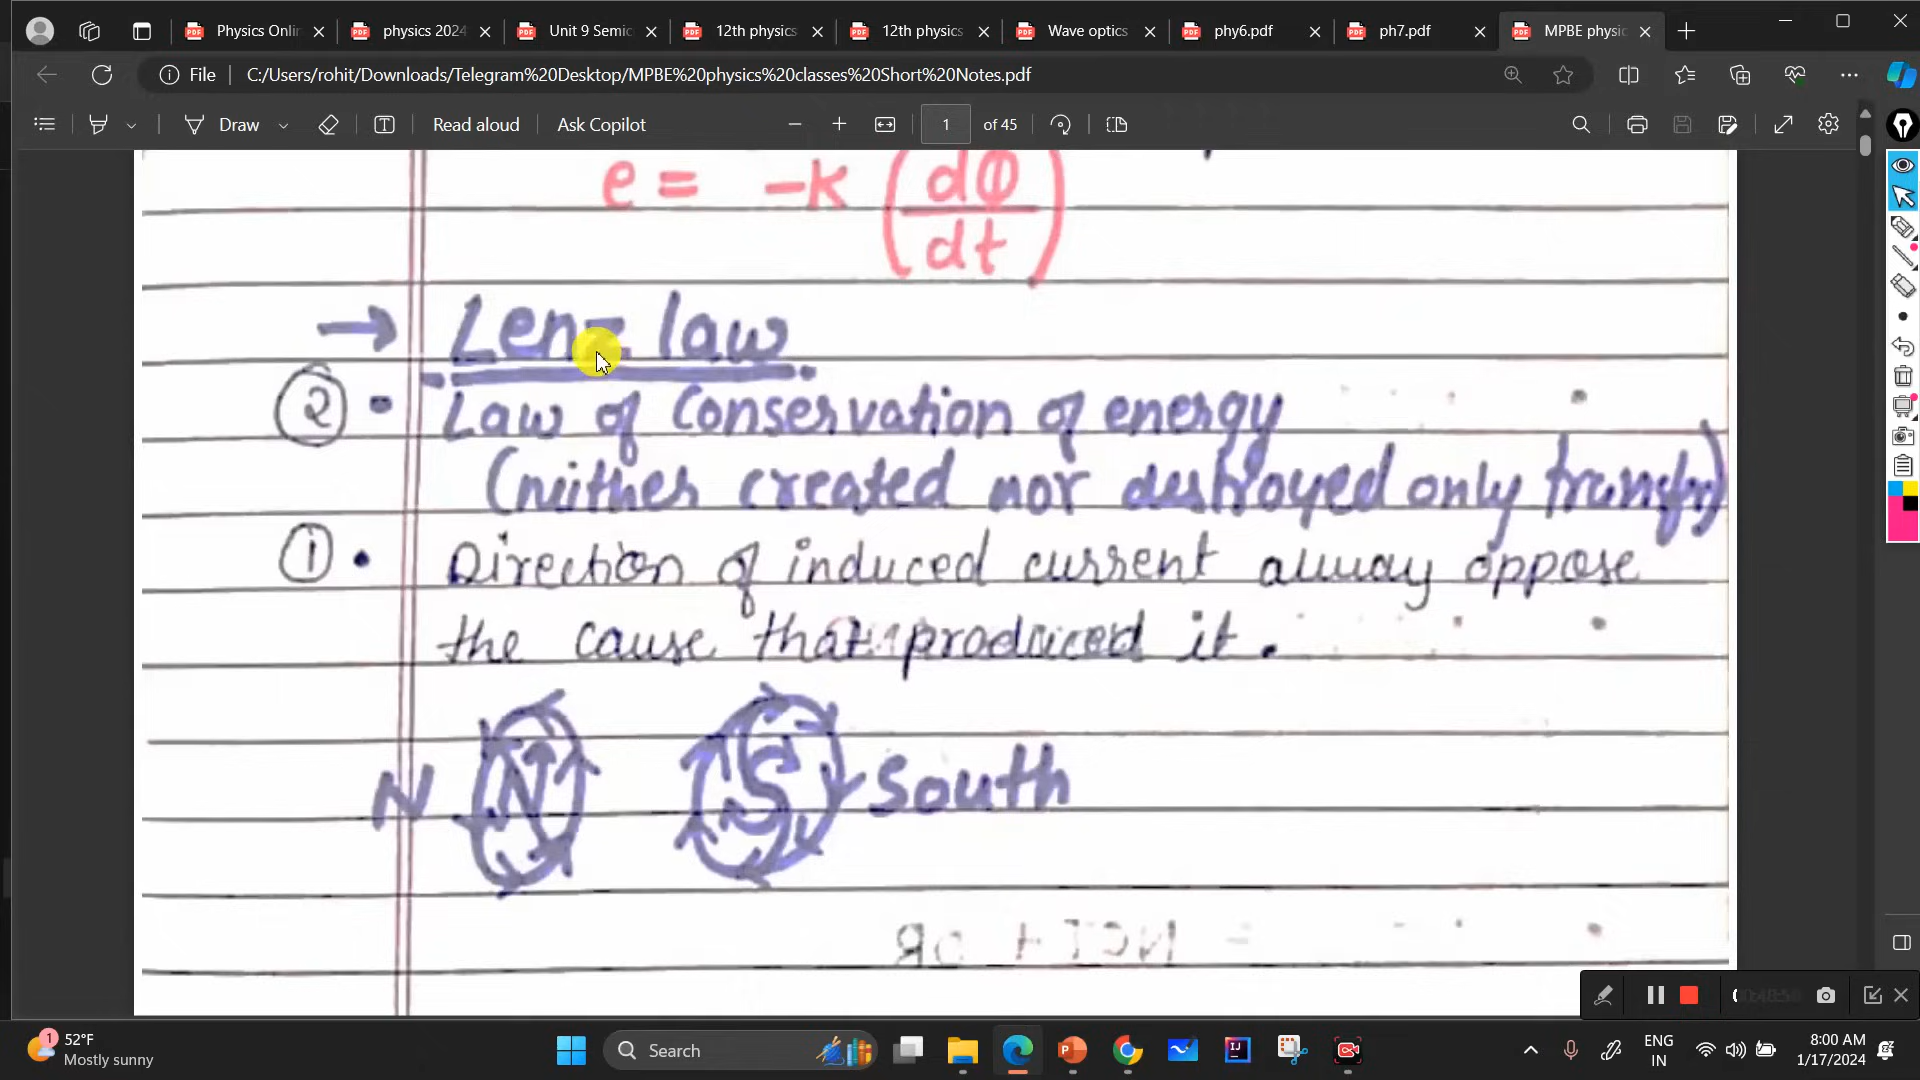 Physics Onlin
physics 2024
Unit 9 Semic
12th physics
12th physics
Wave optics
phy6.pdf
ph7.pdf
MPBE physic
File
C:/Users/rohit/Downloads/Telegram%20Desktop/MPBE%20physics%20classes%20Short%20Notes.pdf
Draw
Read aloud
Ask Copilot
1 of 45
e = -K (dΦ/dt)
→ Lenz law
② • Law of conservation of energy
(neither created nor destroyed only transfr)
① • Direction of induced current alway oppose
the cause that produced it.
N N S South
52°F
Mostly sunny
Search
ENG
IN
8:00 AM
1/17/2024